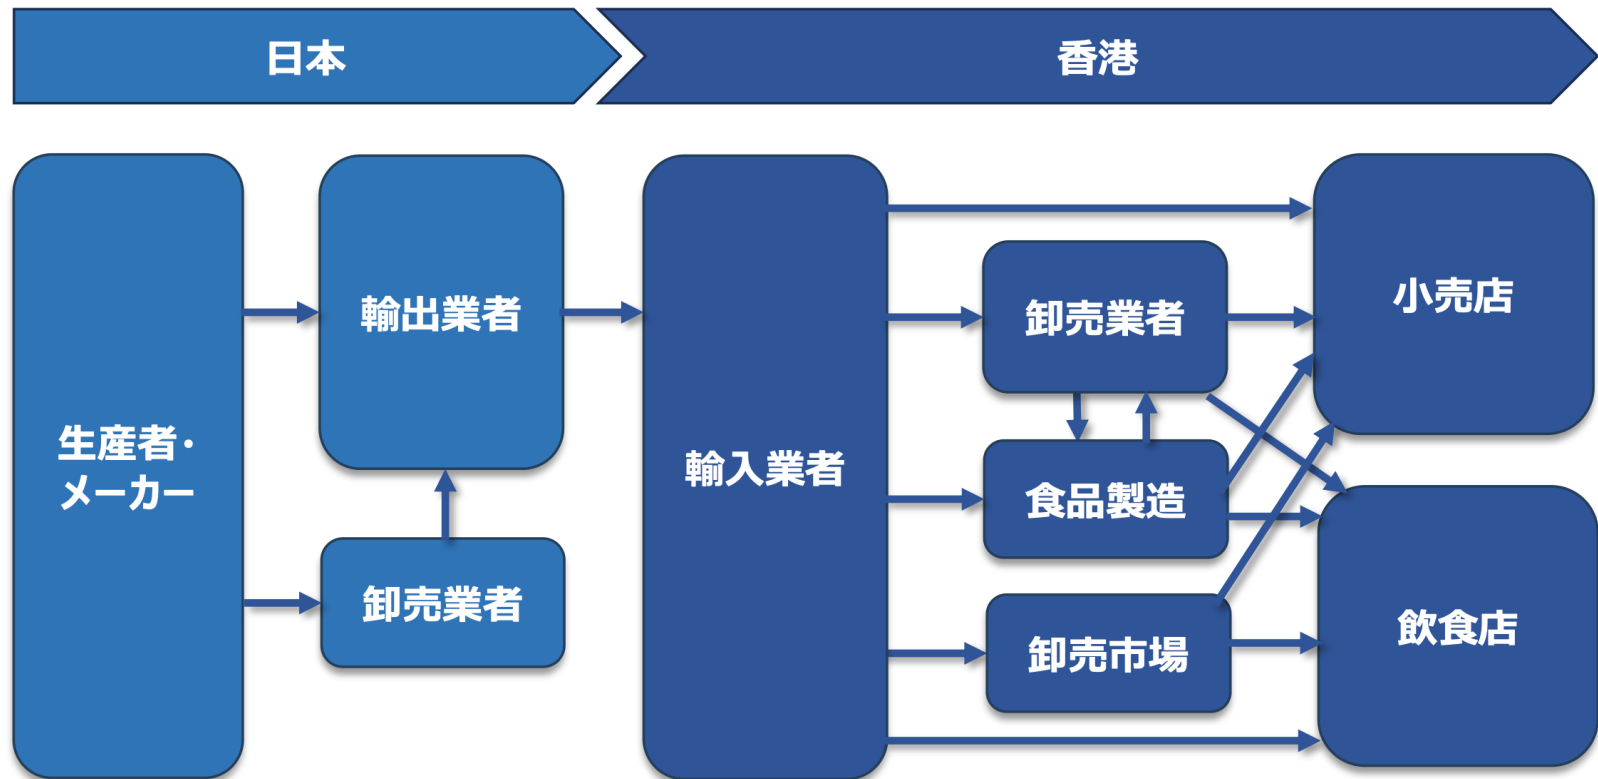 日本
香港
生産者・
メーカー
輸出業者
卸売業者
輸入業者
卸売業者
食品製造
卸売市場
小売店
飲食店